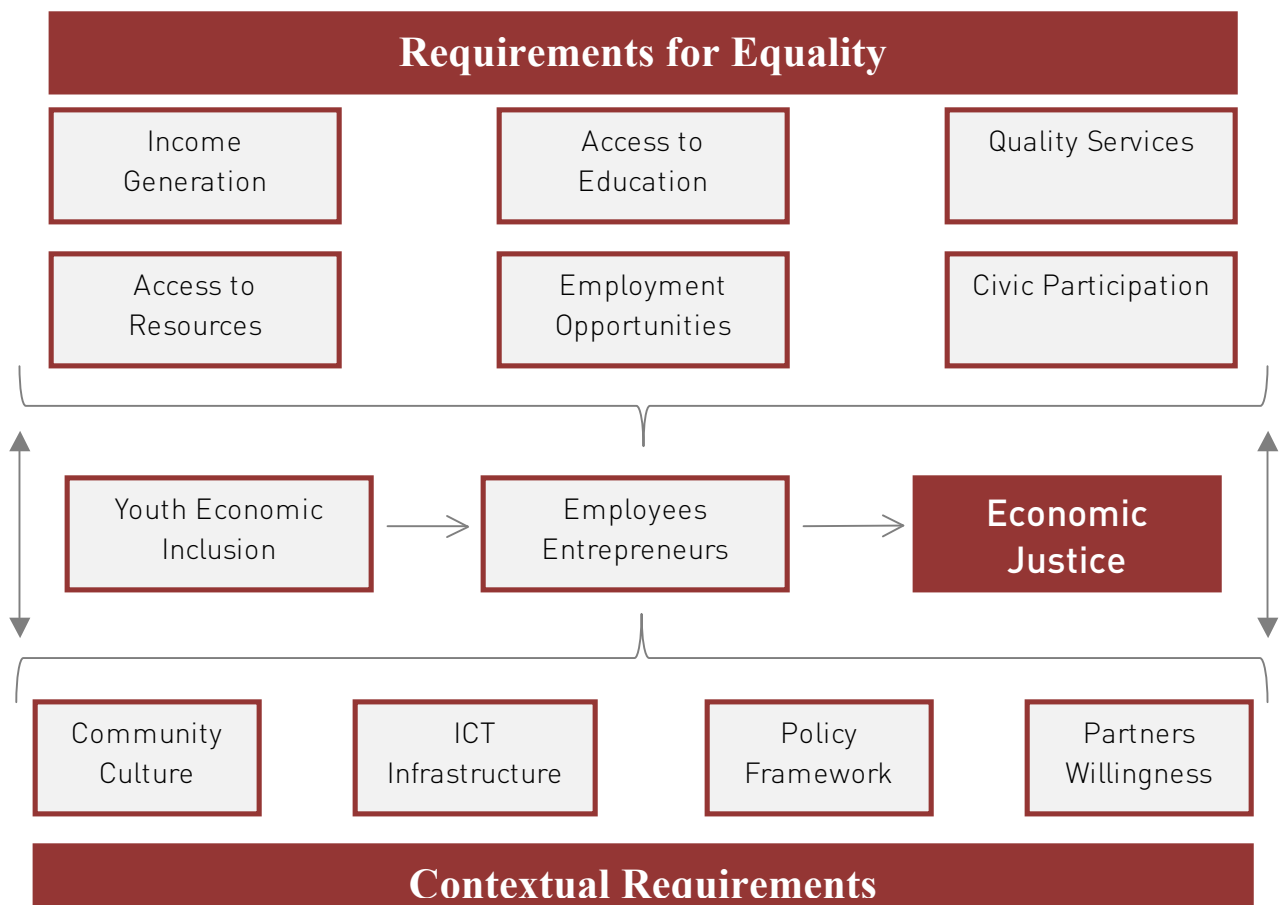 Requirements for Equality
Income
Generation
Access to
Education
Quality Services
Access to
Resources
Employment
Opportunities
Civic Participation
Youth Economic
Inclusion
Employees
Entrepreneurs
Economic
Justice
Community
Culture
ICT
Infrastructure
Policy
Framework
Partners
Willingness
Contextual Requirements